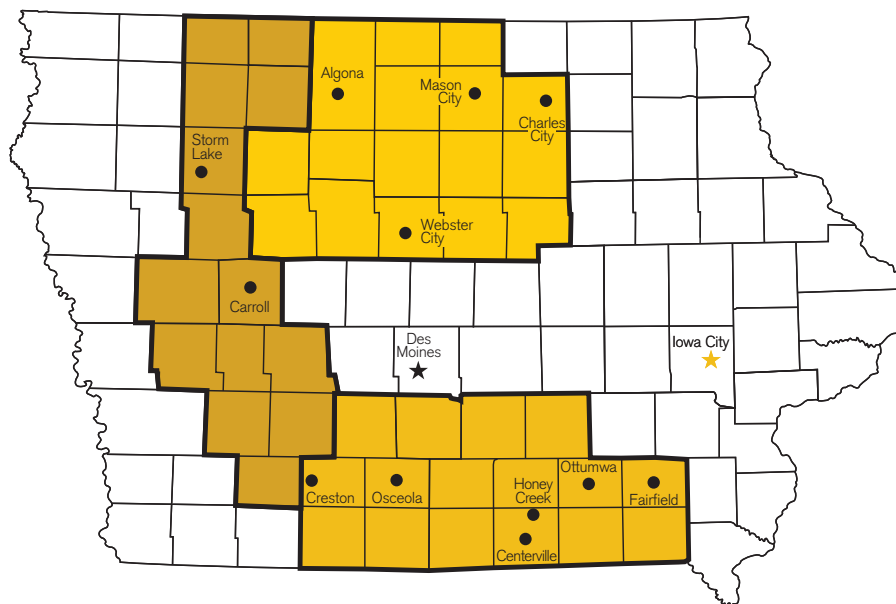 Algona
Mason
City
Charles
City
Storm
Lake
Webster
City
Carroll
Des
Moines
Iowa City
Creston
Osceola
Honey
Creek
Ottumwa
Fairfield
Centerville